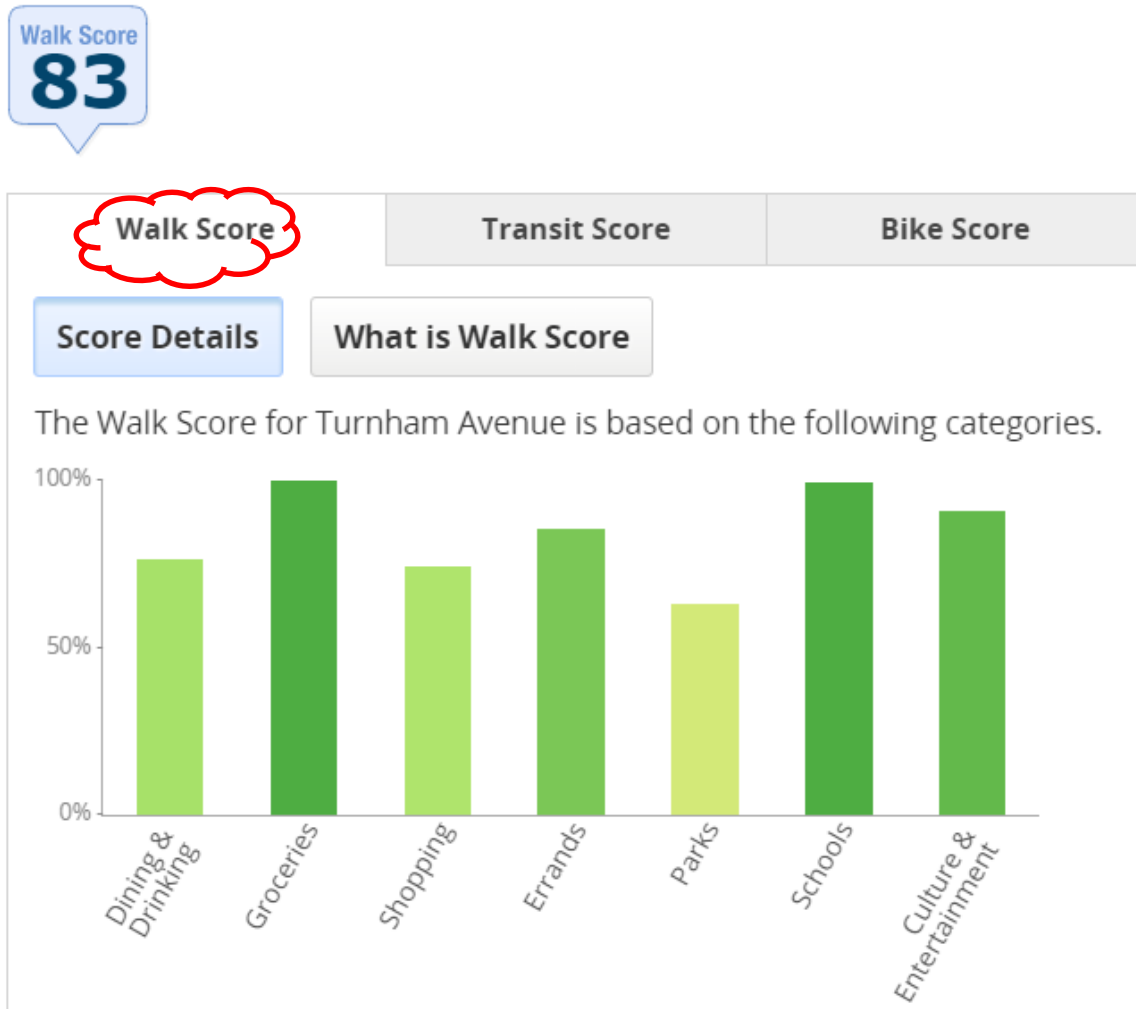 Walk Score
83
Walk Score
Transit Score
Bike Score
Score Details
What is Walk Score
The Walk Score for Turnham Avenue is based on the following categories.
100%
50%
0%
Dining &
Drinking
Groceries
Shopping
Errands
Parks
Schools
Culture &
Entertainment